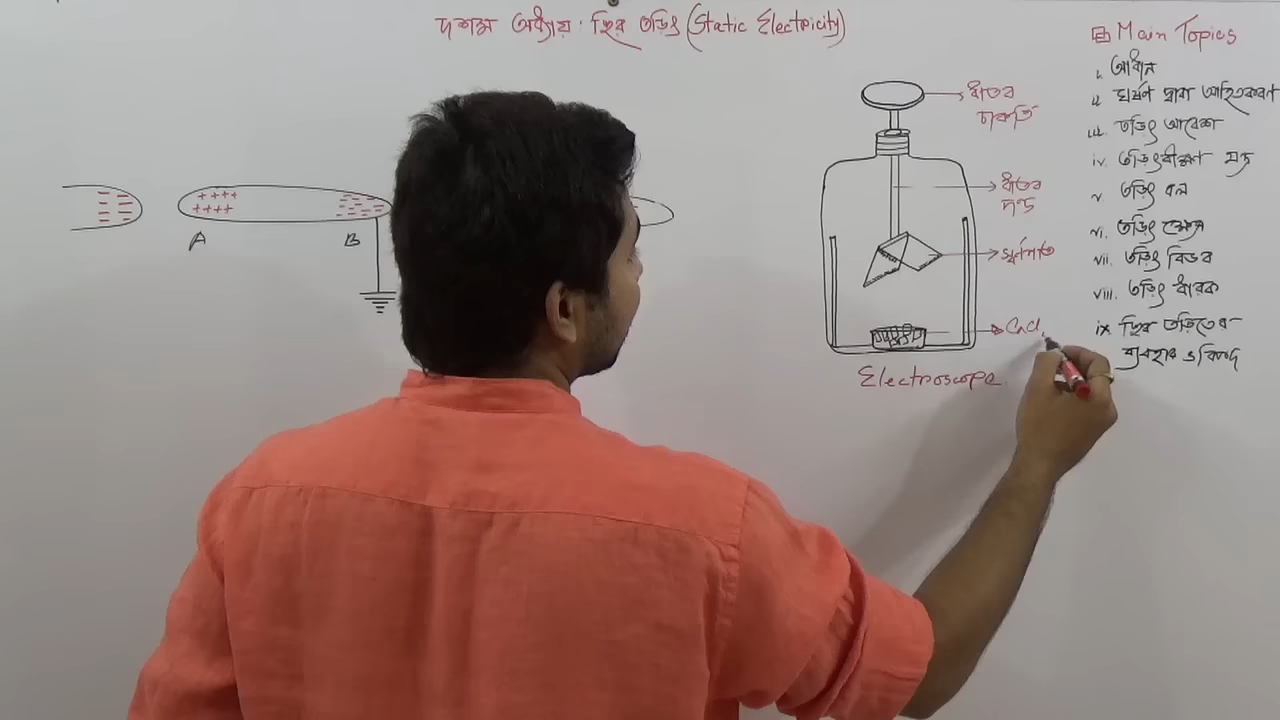 দশম অধ্যায়: স্থির তড়িৎ (Static Electricity)
A
B
ধাতব
চাকতি
ধাতব
দন্ড
স্বর্ণপাত
CaCl
Electroscope
Main Topics
i. আধান
ii. ঘর্ষণ দ্বারা আহিতকরণ
iii. তড়িৎ আবেশ
iv. তড়িৎবীক্ষণ যন্ত্র
v. তড়িৎ বল
vi. তড়িৎ ক্ষেত্র
vii. তড়িৎ বিভব
viii. তড়িৎ ধারক
ix স্থির তড়িতের
ব্যবহার ও বিপদ